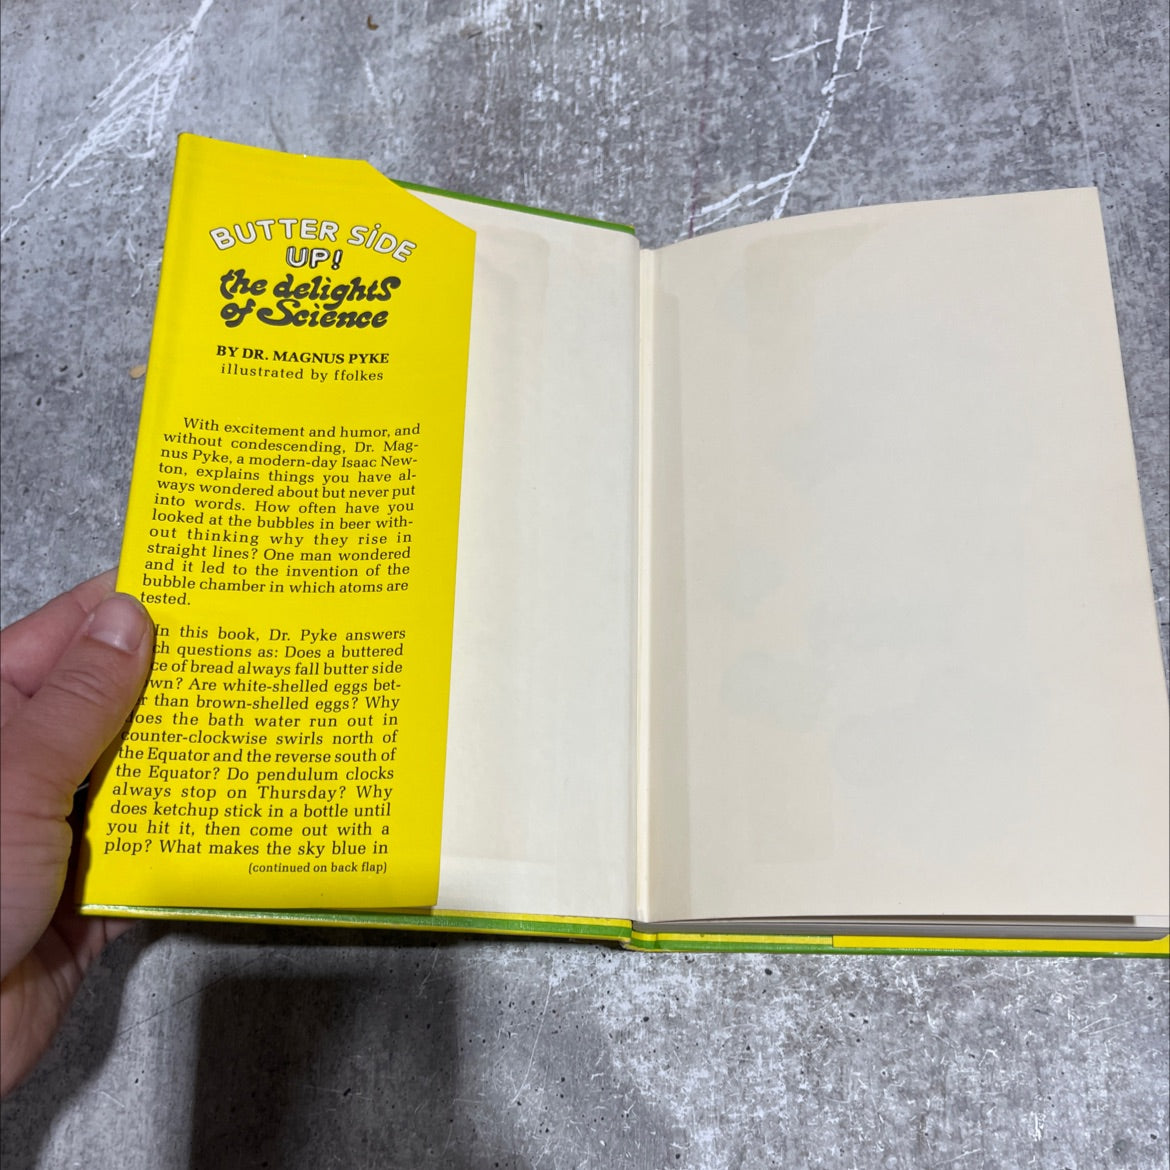 BUTTER SiDE
UP!
the delights
of Science
BY DR. MAGNUS PYKE
illustrated by ffolkes
With excitement and humor, and
without condescending, Dr. Mag-
nus Pyke, a modern-day Isaac New-
ton, explains things you have al-
ways wondered about but never put
into words. How often have you
looked at the bubbles in beer with-
out thinking why they rise in
straight lines? One man wondered
and it led to the invention of the
bubble chamber in which atoms are
tested.
In this book, Dr. Pyke answers
ch questions as: Does a buttered
ce of bread always fall butter side
wn? Are white-shelled eggs bet-
r than brown-shelled eggs? Why
does the bath water run out in
counter-clockwise swirls north of
the Equator and the reverse south of
the Equator? Do pendulum clocks
always stop on Thursday? Why
does ketchup stick in a bottle until
you hit it, then come out with a
plop? What makes the sky blue in
(continued on back flap)